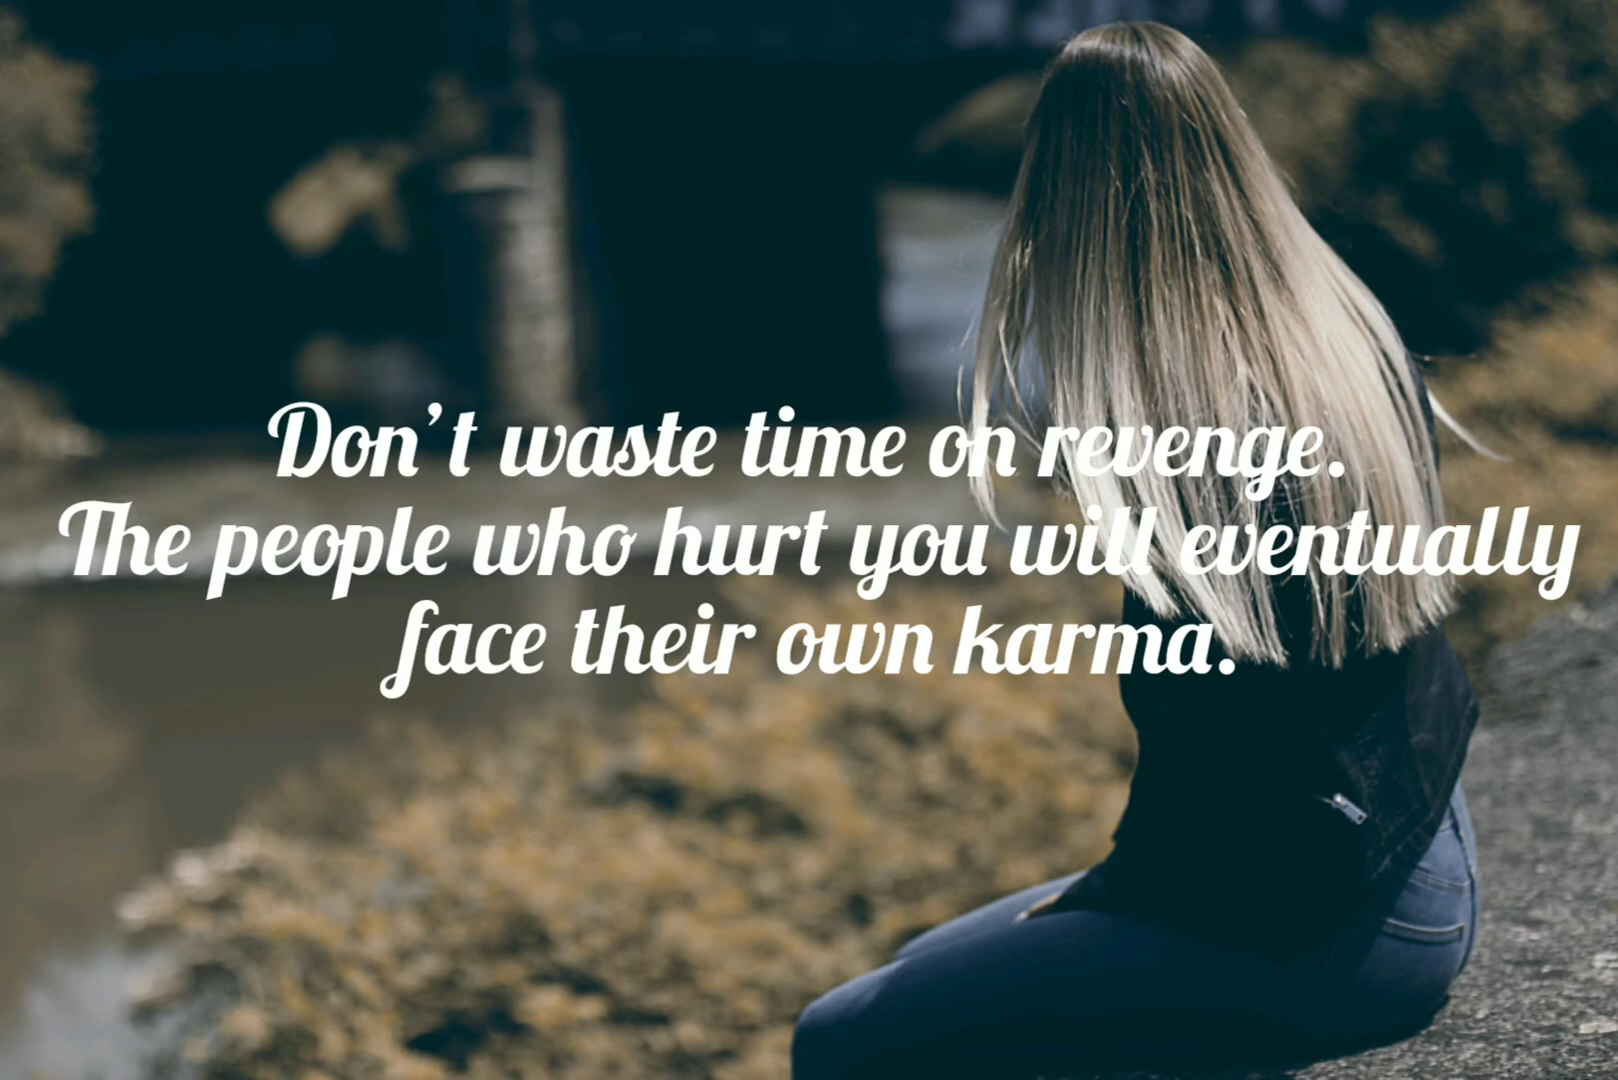 Don’t waste time on revenge.
The people who hurt you will eventually
face their own karma.